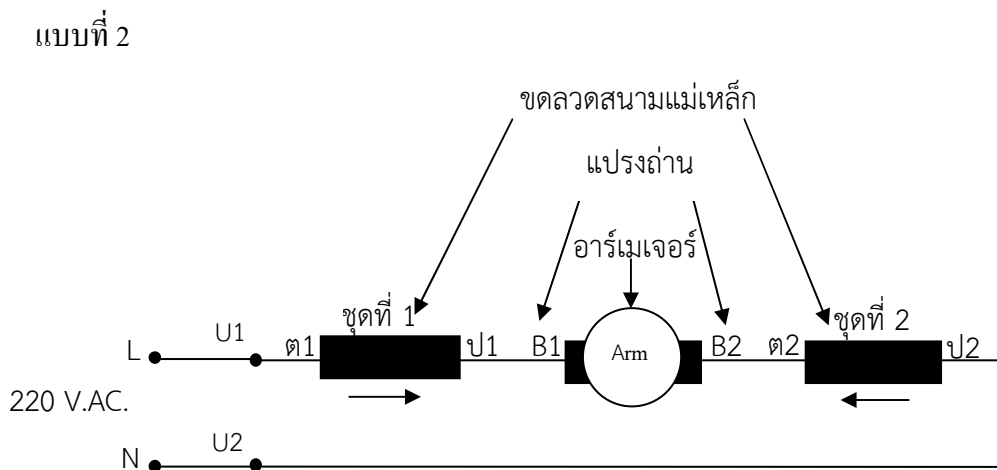 แบบที่ 2
ขดลวดสนามแม่เหล็ก
แปรงถ่าน
อาร์เมเจอร์
ชุดที่ 1
ชุดที่ 2
L
U1
ต1
ป1
B1
Arm
B2
ต2
ป2
220 V.AC.
N
U2